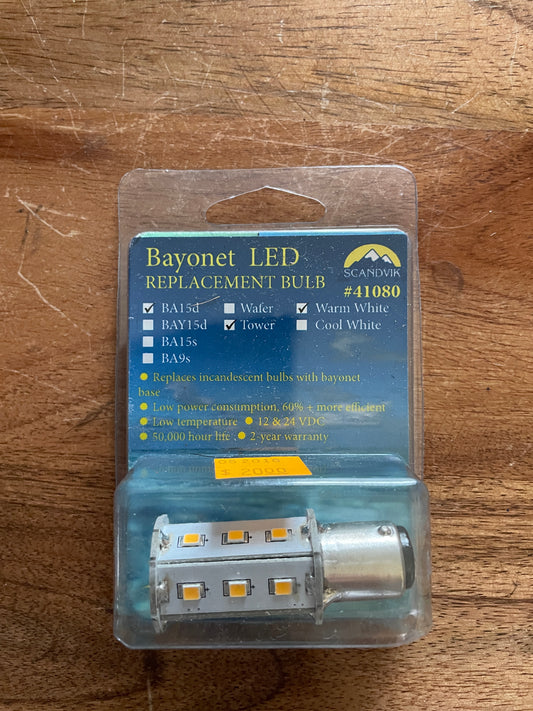 Bayonet LED
REPLACEMENT BULB
SCANDVIK
#41080
BA15d
Wafer
Warm White
BAY15d
Tower
Cool White
BA15s
BA9s
Replaces incandescent bulbs with bayonet
base
Low power consumption, 60% + more efficient
Low temperature • 12 & 24 VDC
50,000 hour life • 2-year warranty